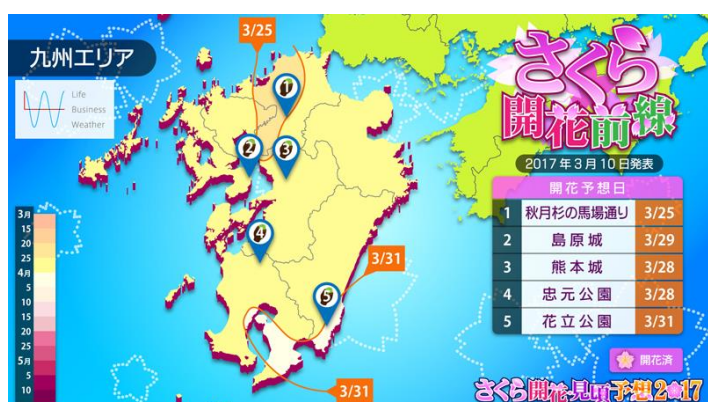 九州エリア
Life
Business
Weather
3/25
1
2
3
4
5
3/31
3/31
3月
15
20
25
4月
5
10
15
20
25
5月
5
10
さくら
開花前線
2017年3月10日発表
開花予想日
1 秋月杉の馬場通り 3/25
2 島原城 3/29
3 熊本城 3/28
4 忠元公園 3/28
5 花立公園 3/31
開花済
さくら開花・見頃予想2017